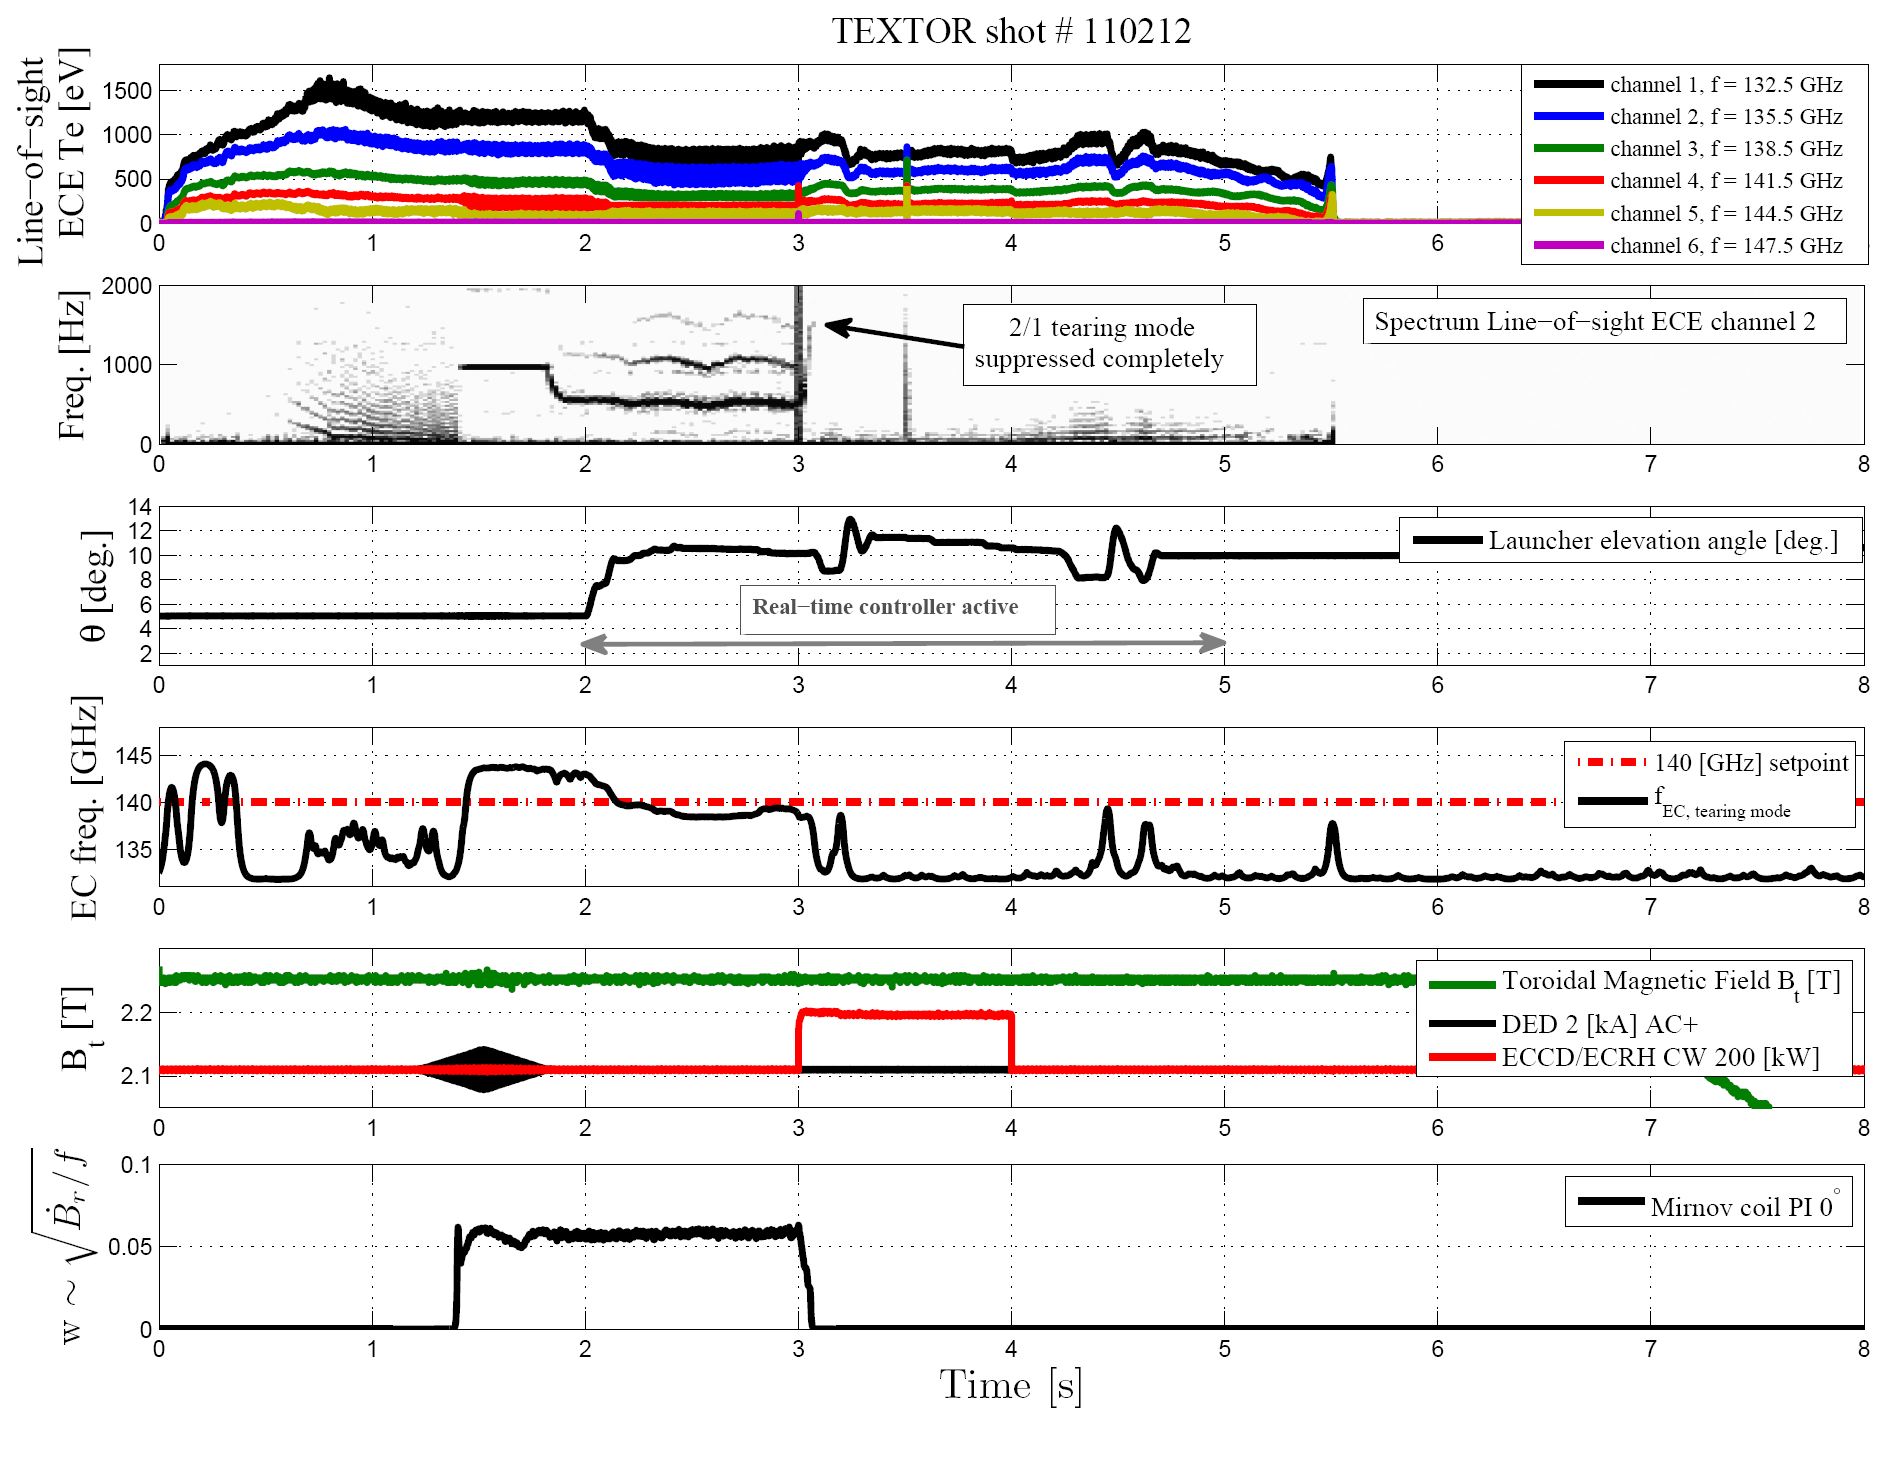 TEXTOR shot # 110212
Line−of−sight
ECE Te [eV]
1500
1000
500
0
0 1 2 3 4 5 6
channel 1, f = 132.5 GHz
channel 2, f = 135.5 GHz
channel 3, f = 138.5 GHz
channel 4, f = 141.5 GHz
channel 5, f = 144.5 GHz
channel 6, f = 147.5 GHz
Freq. [Hz]
2000
1000
0
0 1 2 3 4 5 6 7 8
2/1 tearing mode
suppressed completely
Spectrum Line−of−sight ECE channel 2
θ [deg.]
14
12
10
8
6
4
2
0 1 2 3 4 5 6 7 8
Launcher elevation angle [deg.]
Real−time controller active
EC freq. [GHz]
145
140
135
0 1 2 3 4 5 6 7 8
140 [GHz] setpoint
f EC, tearing mode
B t [T]
2.2
2.1
0 1 2 3 4 5 6 7 8
Toroidal Magnetic Field B t [T]
DED 2 [kA] AC+
ECCD/ECRH CW 200 [kW]
w ∼ √Ḃr/f
0.1
0.05
0
0 1 2 3 4 5 6 7 8
Mirnov coil PI 0°
Time [s]